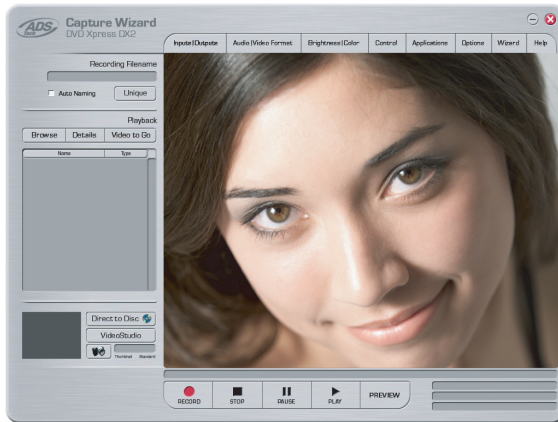 ADS Tech
Capture Wizard
DVD Xpress DX2
Inputs|Outputs Audio|Video Format Brightness|Color Control Applications Options Wizard Help
Recording Filename
Auto Naming Unique
Playback
Browse Details Video to Go
Name Type
Direct to Disc
VideoStudio
Thumbnail Standard
RECORD STOP PAUSE PLAY PREVIEW